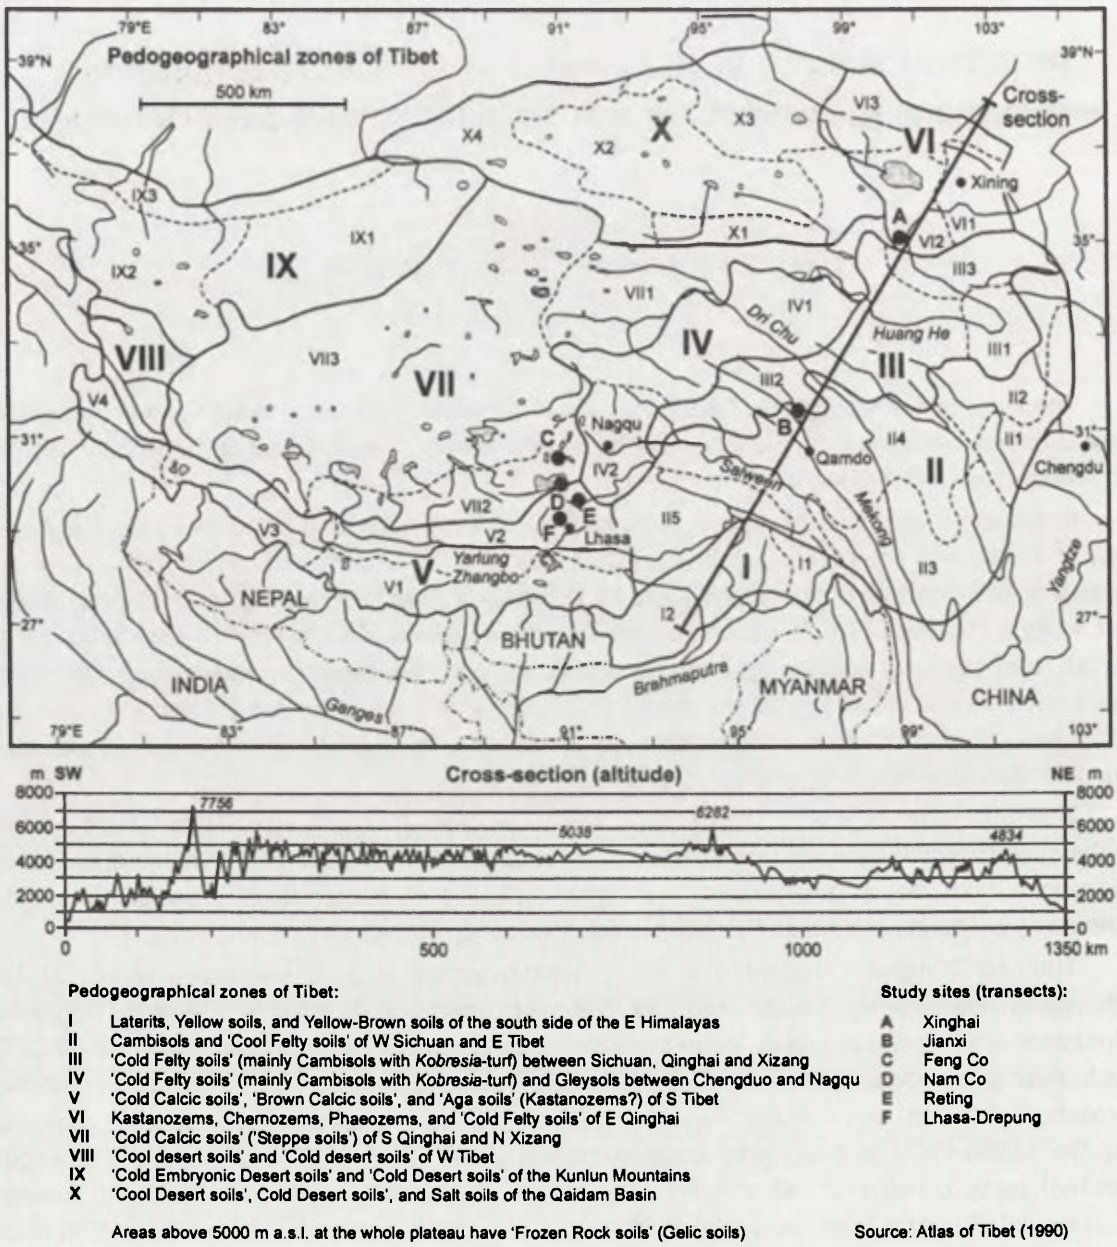 79°E 83° 87° 91° 95° 99° 103°
39°N Pedogeographical zones of Tibet 39°N
500 km
Cross-
section
VI3
X3
X4 X2 X VI
Xining
IX3
A
VI1
X1 VI2
35° IX1 35°
IX2 IX III3
VII1 IV1
Dri Chu Huang He
IV III1
VIII VII3 III
VII III2
V4 II2
Nagqu B
31° C II4 II1 31°
Qamdo Chengdu
IV2 II
Salween
VII2 D E II5 Mekong
V3 V2 F Lhasa
Yarlung
Zhangbo
V I I1 II3 Yangtze
V1
NEPAL
I2
27° BHUTAN 27°
Brahmaputra
INDIA MYANMAR CHINA
Ganges
79°E 83° 87° 91° 95° 99° 103°
m SW Cross-section (altitude) NE m
8000 7756 8000
6000 5036 6262 6000
4000 4834 4000
2000 2000
0 0
0 500 1000 1350 km
Pedogeographical zones of Tibet:
I Laterits, Yellow soils, and Yellow-Brown soils of the south side of the E Himalayas
II Cambisols and 'Cool Felty soils' of W Sichuan and E Tibet
III 'Cold Felty soils' (mainly Cambisols with Kobresia-turf) between Sichuan, Qinghai and Xizang
IV 'Cold Felty soils' (mainly Cambisols with Kobresia-turf) and Gleysols between Chengduo and Nagqu
V 'Cold Calcic soils', 'Brown Calcic soils', and 'Aga soils' (Kastanozems?) of S Tibet
VI Kastanozems, Chernozems, Phaeozems, and 'Cold Felty soils' of E Qinghai
VII 'Cold Calcic soils' ('Steppe soils') of S Qinghai and N Xizang
VIII 'Cool desert soils' and 'Cold desert soils' of W Tibet
IX 'Cold Embryonic Desert soils' and 'Cold Desert soils' of the Kunlun Mountains
X 'Cool Desert soils', Cold Desert soils', and Salt soils of the Qaidam Basin
Areas above 5000 m a.s.l. at the whole plateau have 'Frozen Rock soils' (Gelic soils)
Study sites (transects):
A Xinghai
B Jianxi
C Feng Co
D Nam Co
E Reting
F Lhasa-Drepung
Source: Atlas of Tibet (1990)